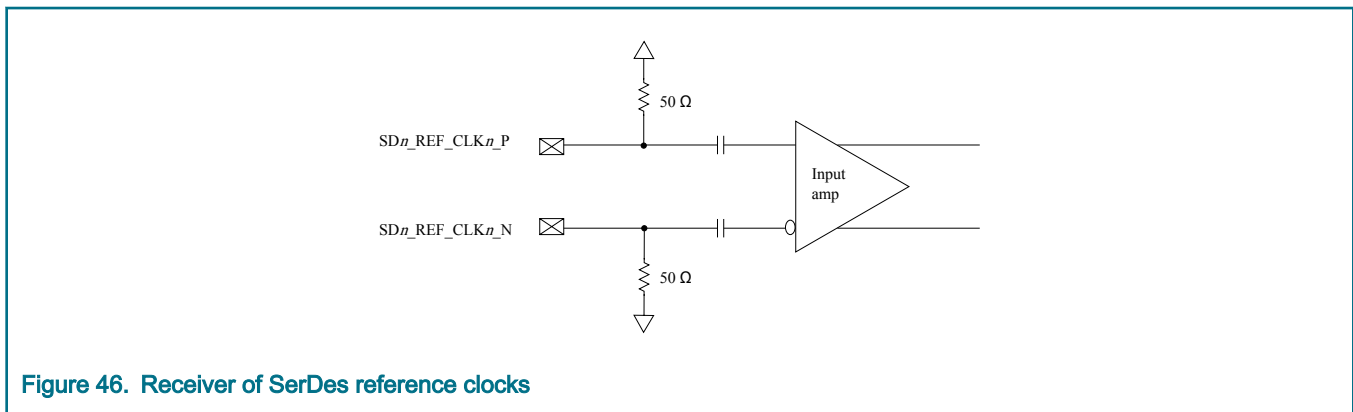 50 Ω
SDn_REF_CLKn_P
Input
amp
SDn_REF_CLKn_N
50 Ω
Figure 46. Receiver of SerDes reference clocks